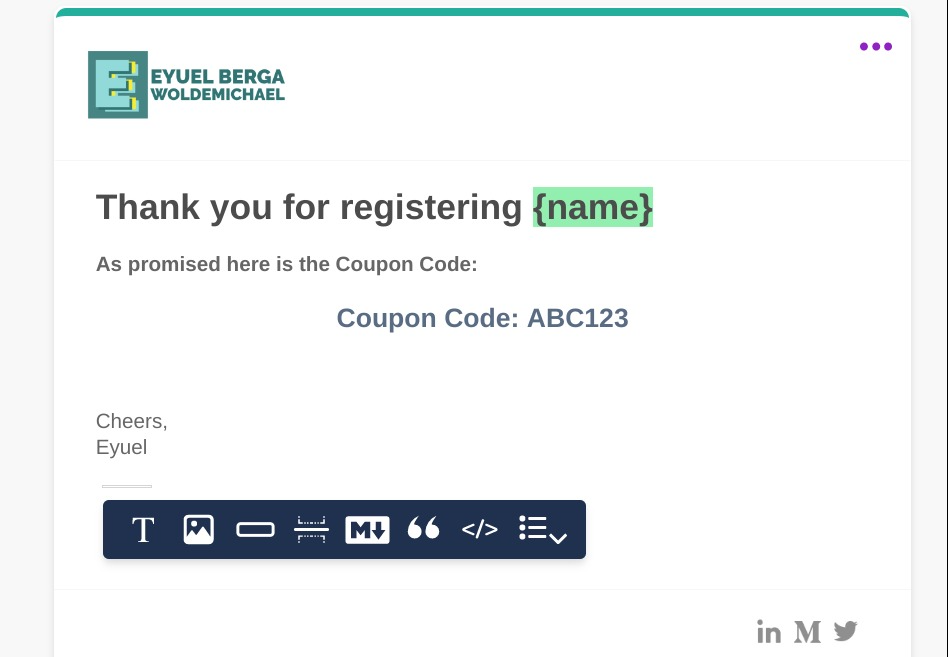 E EYUEL BERGA
WOLDEMICHAEL
Thank you for registering {name}
As promised here is the Coupon Code:
Coupon Code: ABC123
Cheers,
Eyuel
T M </>
in M